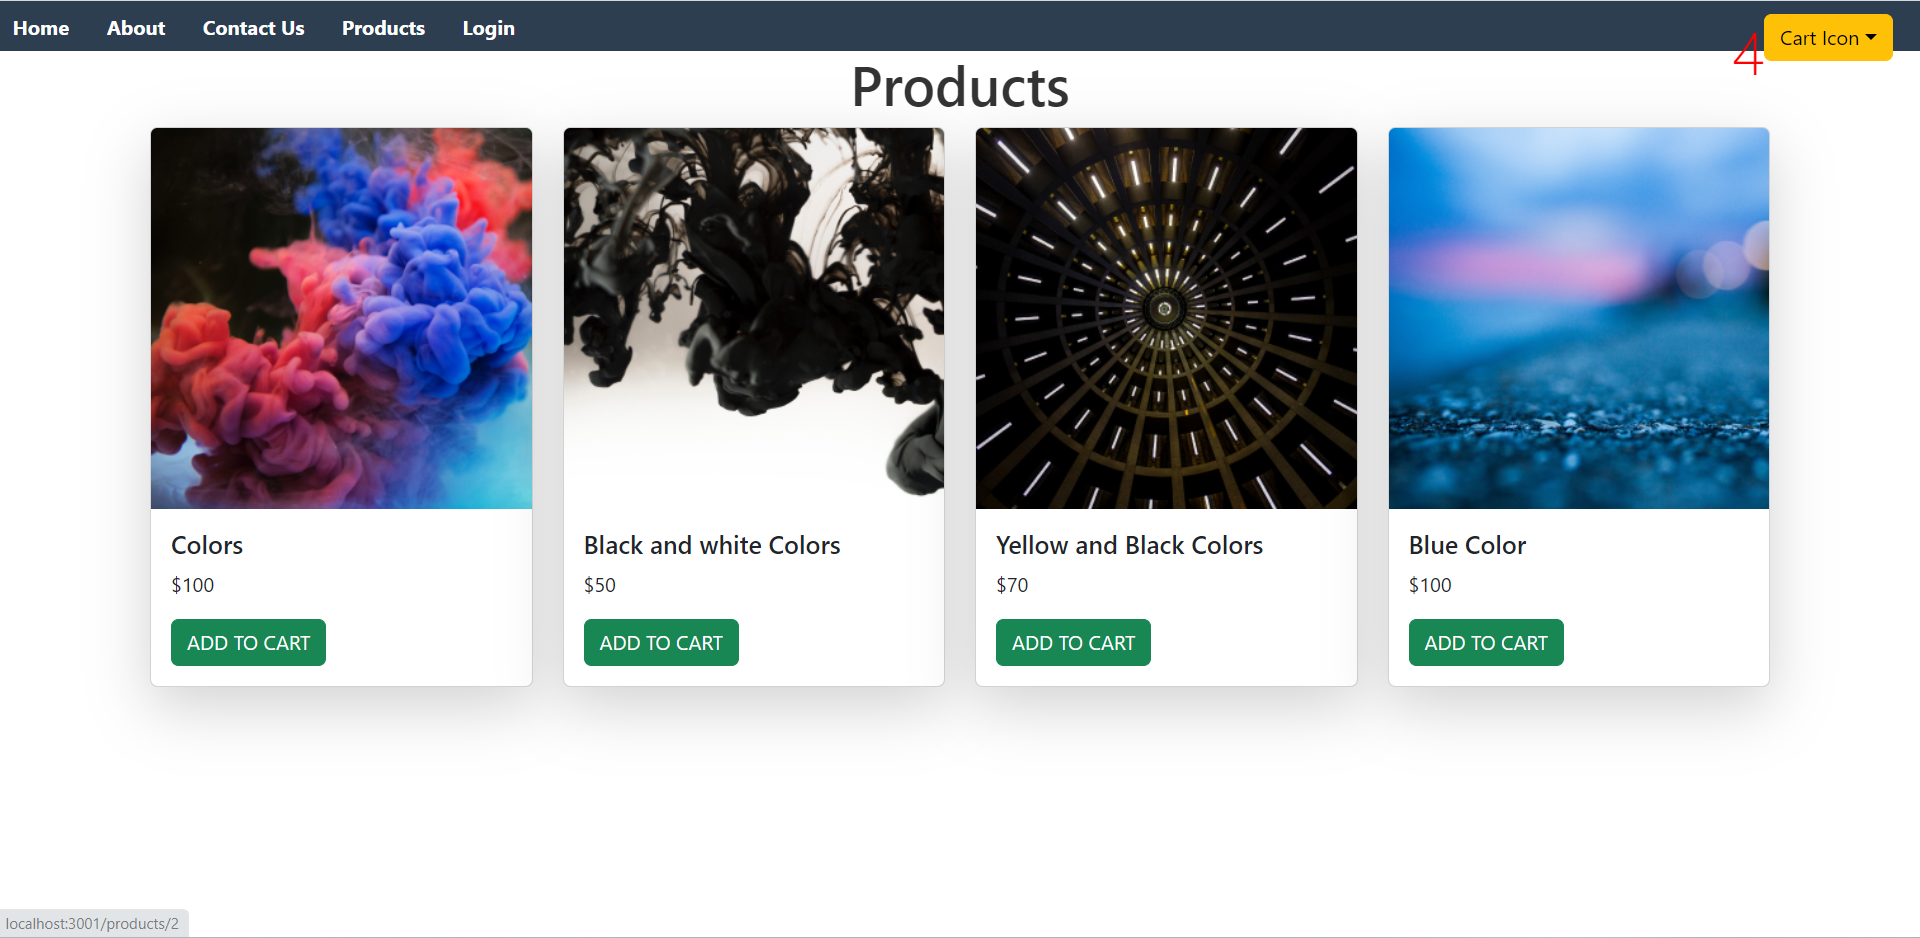 Home About Contact Us Products Login
4 Cart Icon
Products
Colors
$100
ADD TO CART
Black and white Colors
$50
ADD TO CART
Yellow and Black Colors
$70
ADD TO CART
Blue Color
$100
ADD TO CART
localhost:3001/products/2